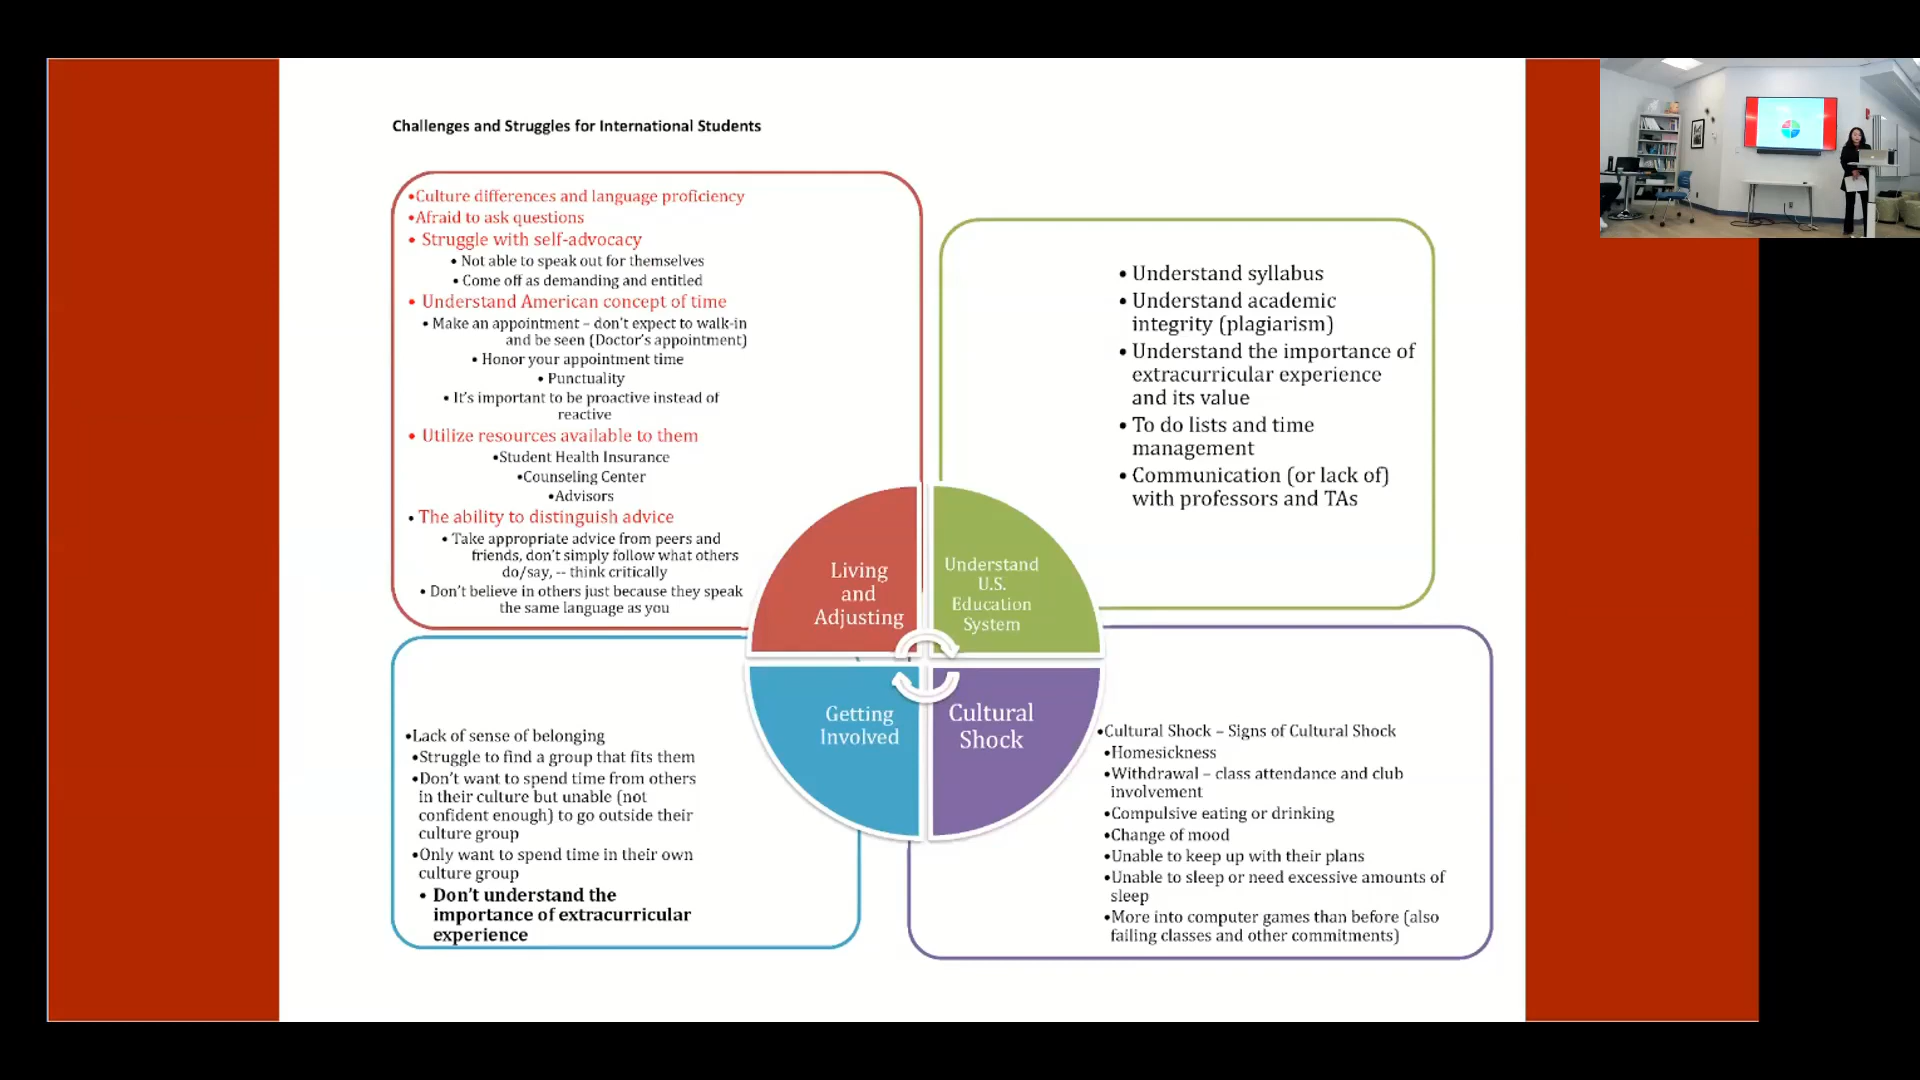 Challenges and Struggles for International Students
•Culture differences and language proficiency
•Afraid to ask questions
• Struggle with self-advocacy
• Not able to speak out for themselves
• Come off as demanding and entitled
• Understand American concept of time
• Make an appointment – don't expect to walk-in
and be seen (Doctor's appointment)
• Honor your appointment time
• Punctuality
• It's important to be proactive instead of
reactive
• Utilize resources available to them
•Student Health Insurance
•Counseling Center
•Advisors
• The ability to distinguish advice
• Take appropriate advice from peers and
friends, don't simply follow what others
do/say, -- think critically
• Don't believe in others just because they speak
the same language as you
• Understand syllabus
• Understand academic
integrity (plagiarism)
• Understand the importance of
extracurricular experience
and its value
• To do lists and time
management
• Communication (or lack of)
with professors and TAs
Living
and
Adjusting
Understand
U.S.
Education
System
Getting
Involved
Cultural
Shock
•Lack of sense of belonging
•Struggle to find a group that fits them
•Don't want to spend time from others
in their culture but unable (not
confident enough) to go outside their
culture group
•Only want to spend time in their own
culture group
• Don't understand the
importance of extracurricular
experience
•Cultural Shock – Signs of Cultural Shock
•Homesickness
•Withdrawal – class attendance and club
involvement
•Compulsive eating or drinking
•Change of mood
•Unable to keep up with their plans
•Unable to sleep or need excessive amounts of
sleep
•More into computer games than before (also
failing classes and other commitments)